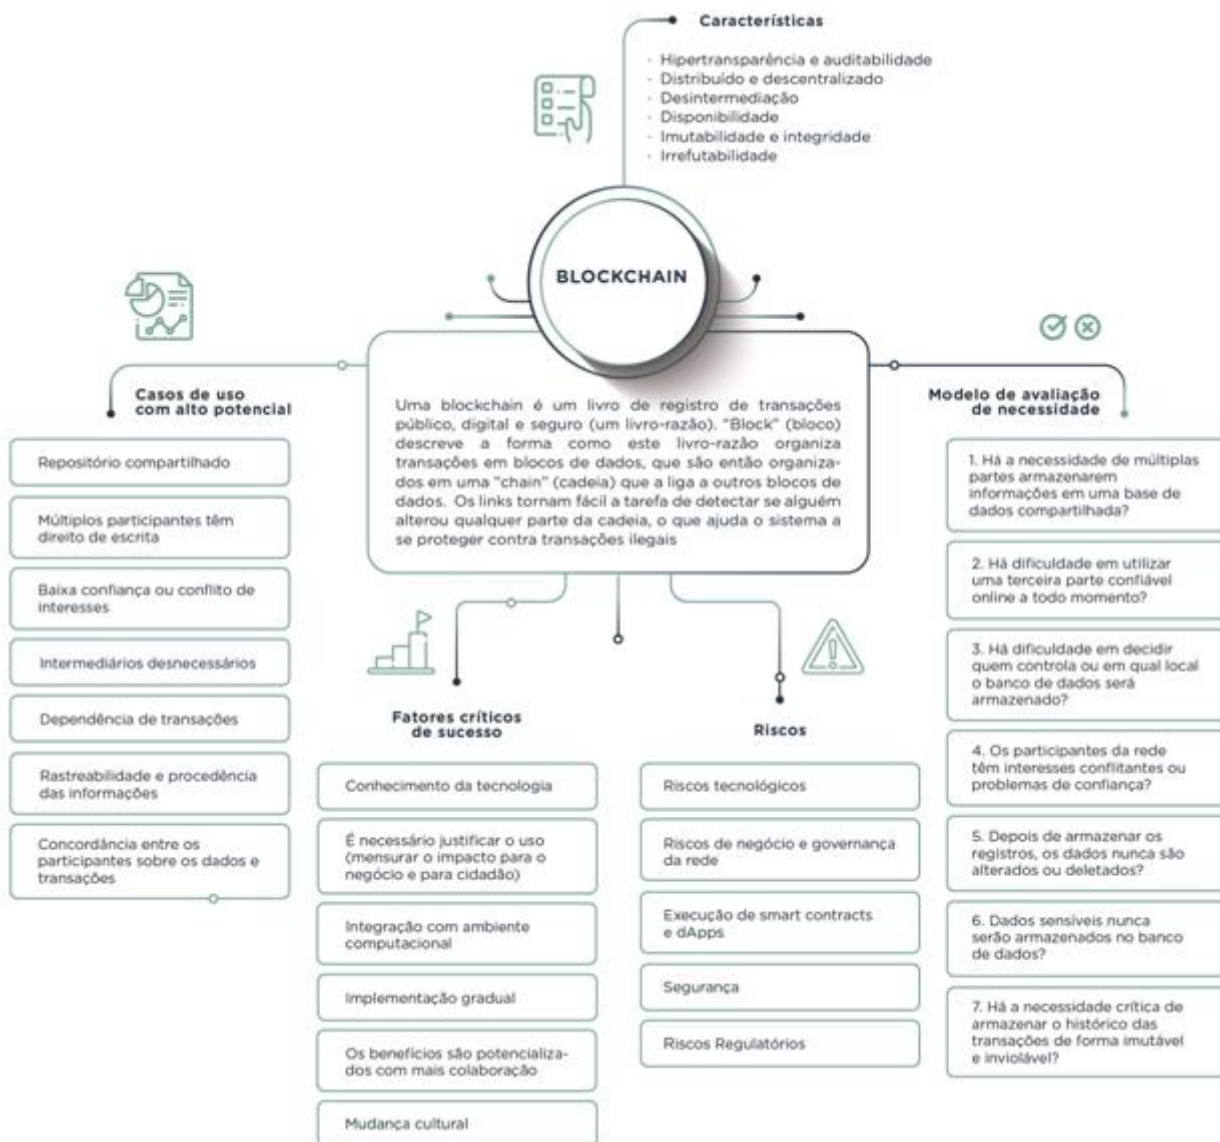 Características
· Hipertransparência e auditabilidade
· Distribuído e descentralizado
· Desintermediação
· Disponibilidade
· Imutabilidade e integridade
· Irrefutabilidade
BLOCKCHAIN
Uma blockchain é um livro de registro de transações
público, digital e seguro (um livro-razão). "Block" (bloco)
descreve a forma como este livro-razão organiza
transações em blocos de dados, que são então organiza-
dos em uma "chain" (cadeia) que a liga a outros blocos de
dados. Os links tornam fácil a tarefa de detectar se alguém
alterou qualquer parte da cadeia, o que ajuda o sistema a
se proteger contra transações ilegais
Casos de uso
com alto potencial
Repositório compartilhado
Múltiplos participantes têm
direito de escrita
Baixa confiança ou conflito de
interesses
Intermediários desnecessários
Dependência de transações
Rastreabilidade e procedência
das informações
Concordância entre os
participantes sobre os dados e
transações
Fatores críticos
de sucesso
Conhecimento da tecnologia
É necessário justificar o uso
(mensurar o impacto para o
negócio e para cidadão)
Integração com ambiente
computacional
Implementação gradual
Os benefícios são potencializa-
dos com mais colaboração
Mudança cultural
Riscos
Riscos tecnológicos
Riscos de negócio e governança
da rede
Execução de smart contracts
e dApps
Segurança
Riscos Regulatórios
Modelo de avaliação
de necessidade
1. Há a necessidade de múltiplas
partes armazenarem
informações em uma base de
dados compartilhada?
2. Há dificuldade em utilizar
uma terceira parte confiável
online a todo momento?
3. Há dificuldade em decidir
quem controla ou em qual local
o banco de dados será
armazenado?
4. Os participantes da rede
têm interesses conflitantes ou
problemas de confiança?
5. Depois de armazenar os
registros, os dados nunca são
alterados ou deletados?
6. Dados sensíveis nunca
serão armazenados no banco
de dados?
7. Há a necessidade crítica de
armazenar o histórico das
transações de forma imutável
e inviolável?